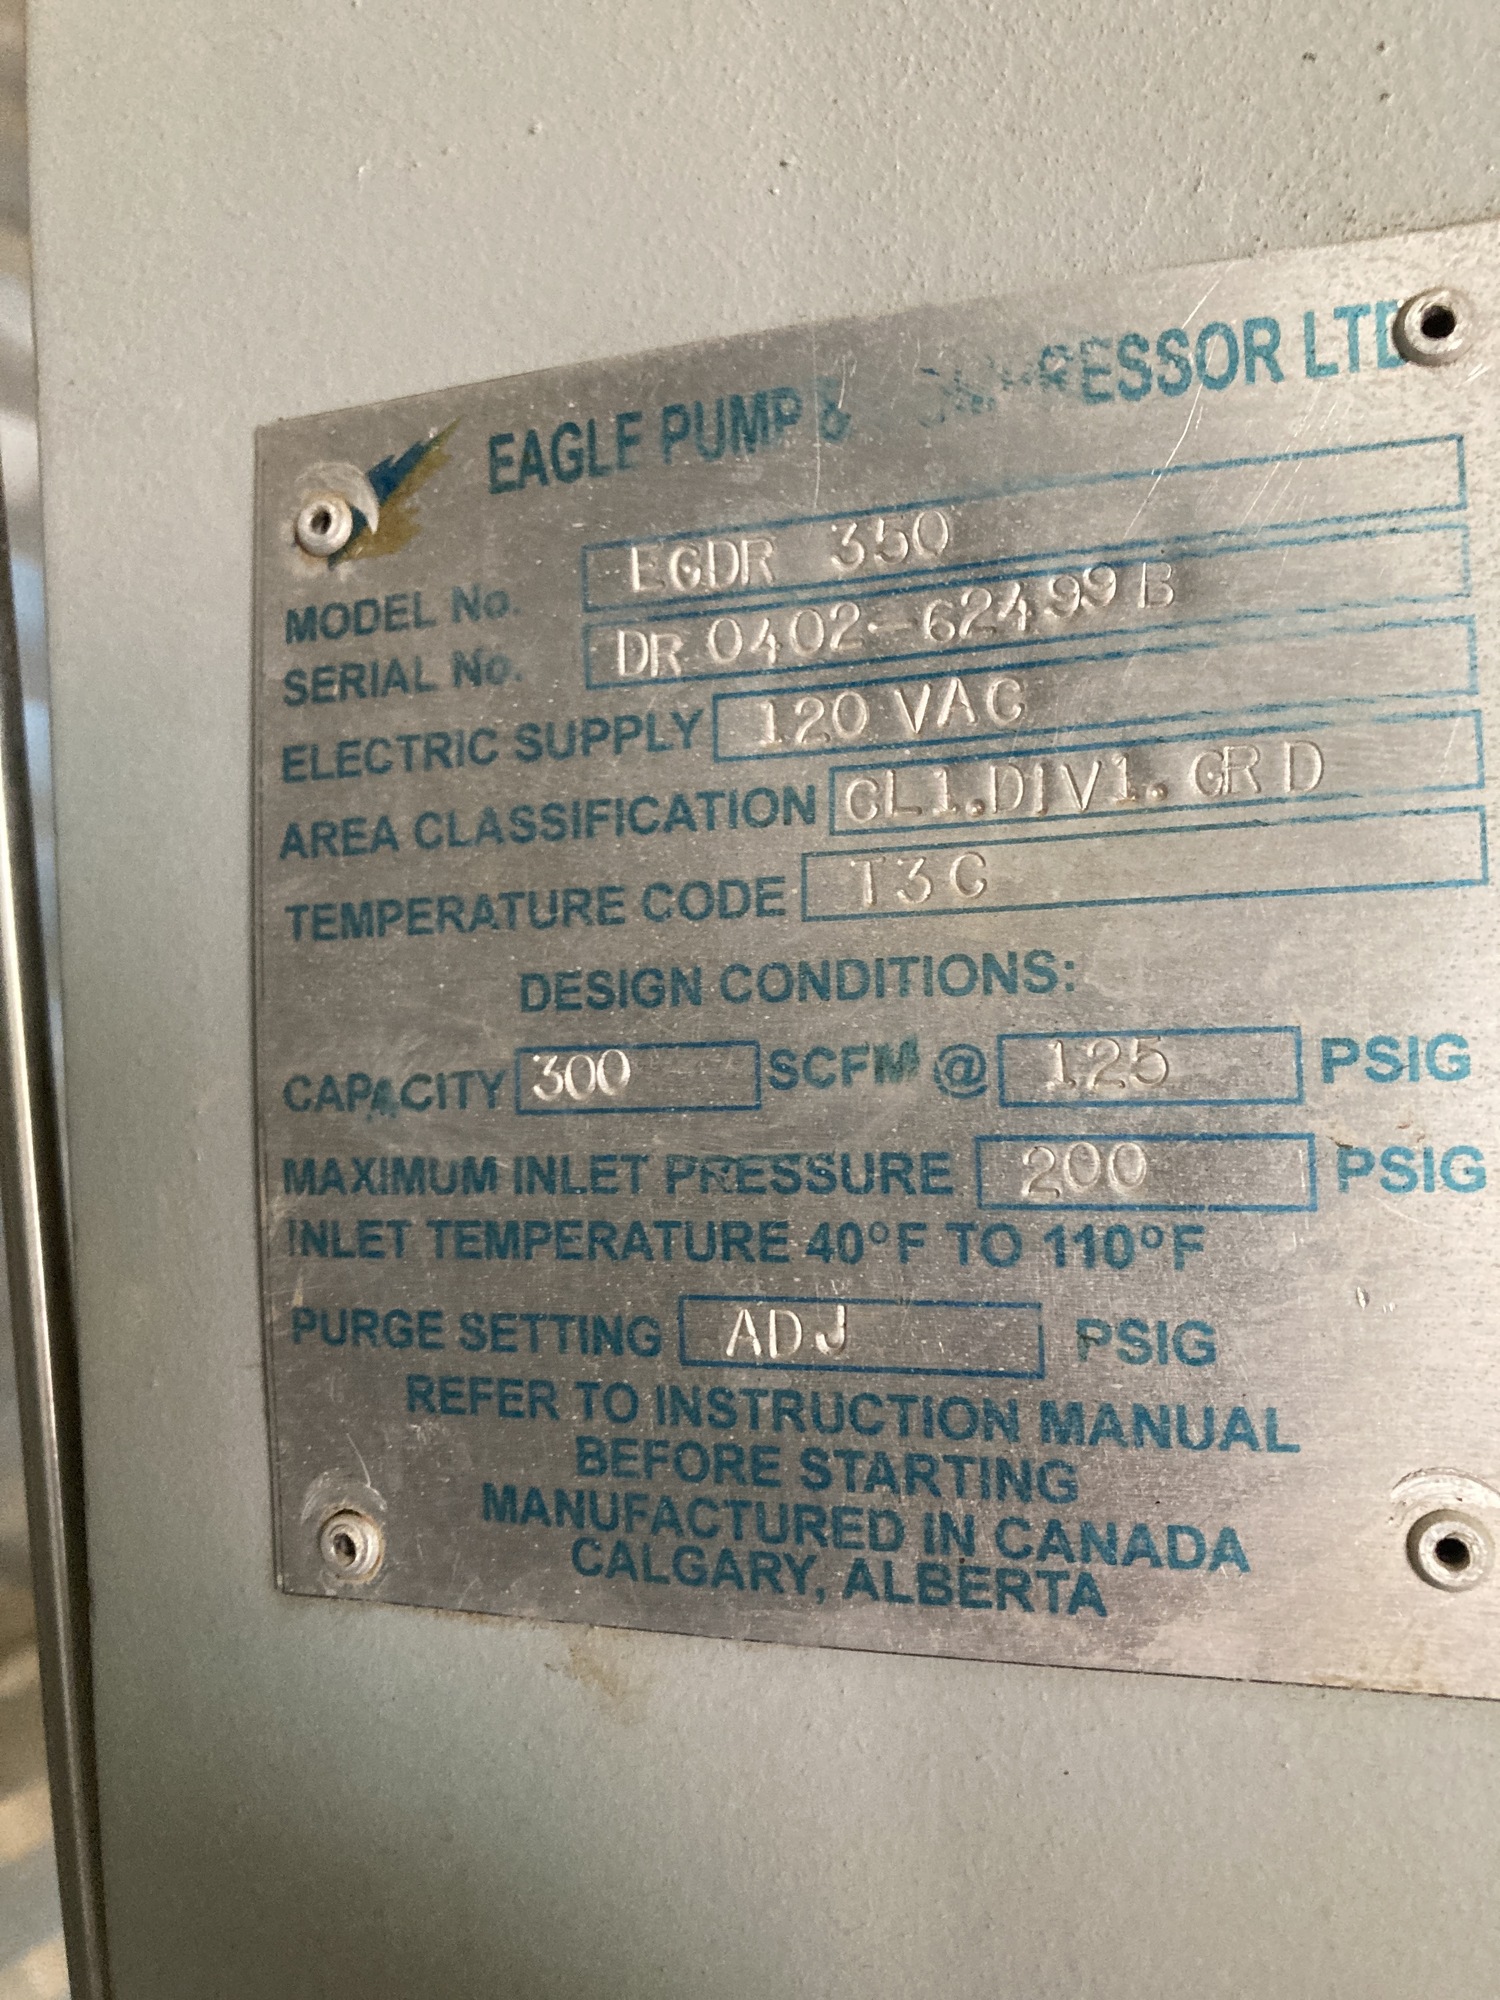 EAGLE PUMP & COMPRESSOR LTD
MODEL No. EGDR 350
SERIAL No. DR 0402-62499 B
ELECTRIC SUPPLY 120 VAC
AREA CLASSIFICATION CL1.DIV1. GR D
TEMPERATURE CODE T3C
DESIGN CONDITIONS:
CAPACITY 300 SCFM @ 125 PSIG
MAXIMUM INLET PRESSURE 200 PSIG
INLET TEMPERATURE 40°F TO 110°F
PURGE SETTING ADJ PSIG
REFER TO INSTRUCTION MANUAL
BEFORE STARTING
MANUFACTURED IN CANADA
CALGARY, ALBERTA